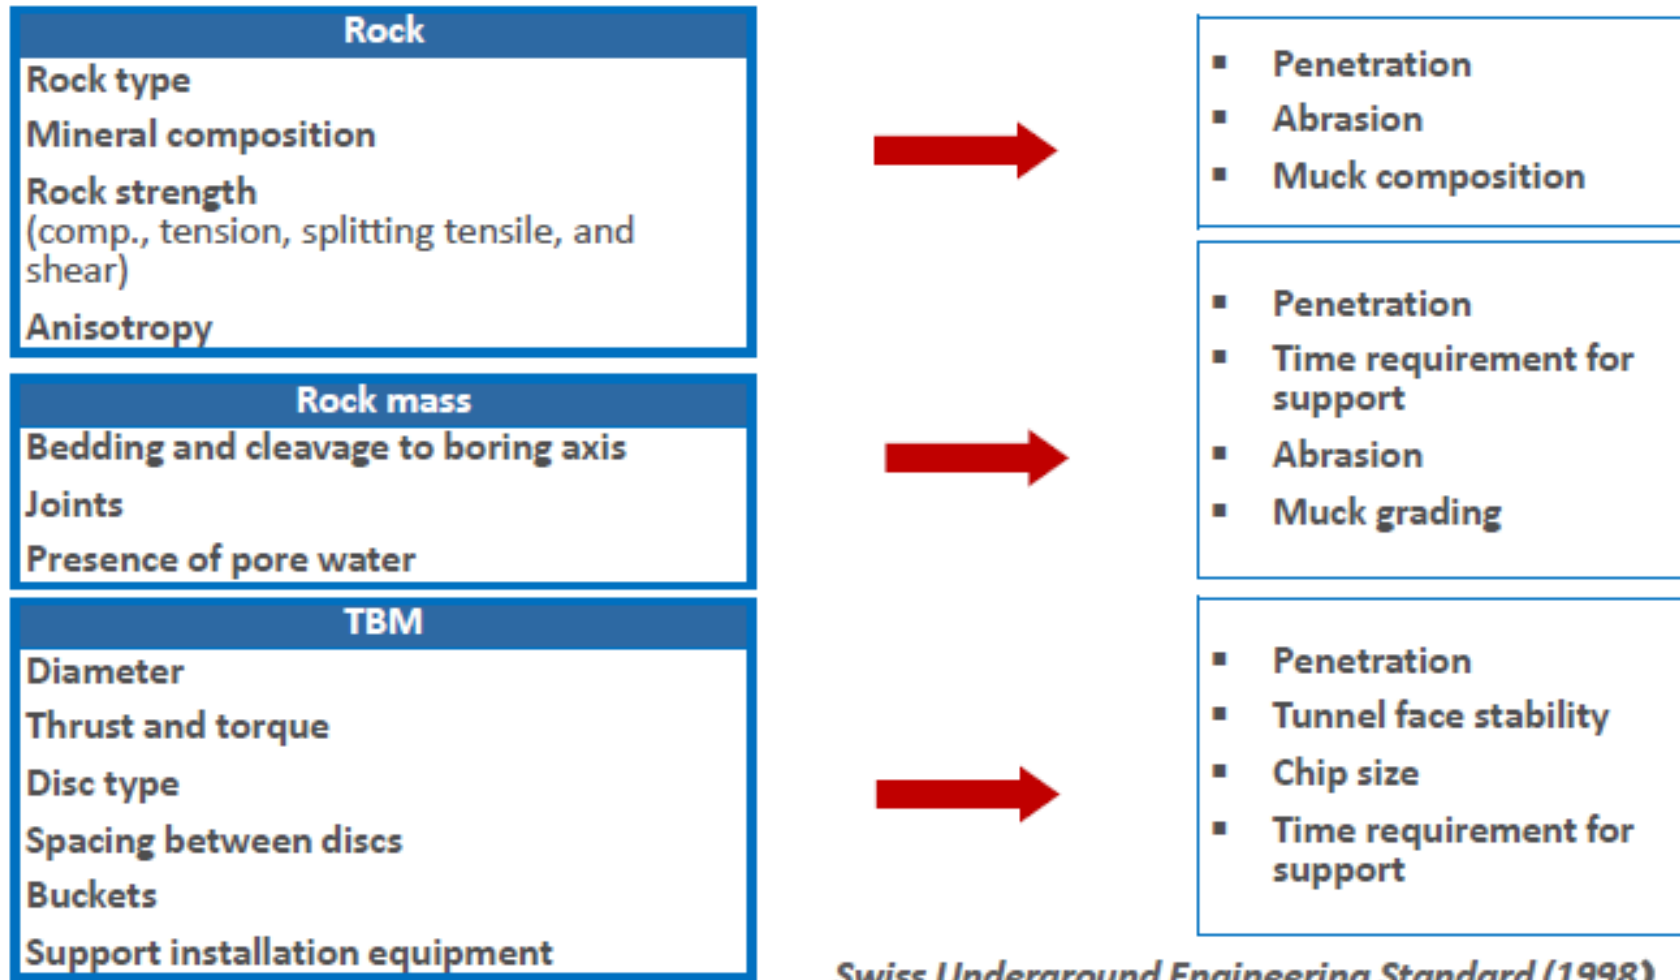 Rock
Rock type
Mineral composition
Rock strength
(comp., tension, splitting tensile, and
shear)
Anisotropy
▪ Penetration
▪ Abrasion
▪ Muck composition
Rock mass
Bedding and cleavage to boring axis
Joints
Presence of pore water
▪ Penetration
▪ Time requirement for
support
▪ Abrasion
▪ Muck grading
TBM
Diameter
Thrust and torque
Disc type
Spacing between discs
Buckets
Support installation equipment
▪ Penetration
▪ Tunnel face stability
▪ Chip size
▪ Time requirement for
support
Swiss Underground Engineering Standard (1998)